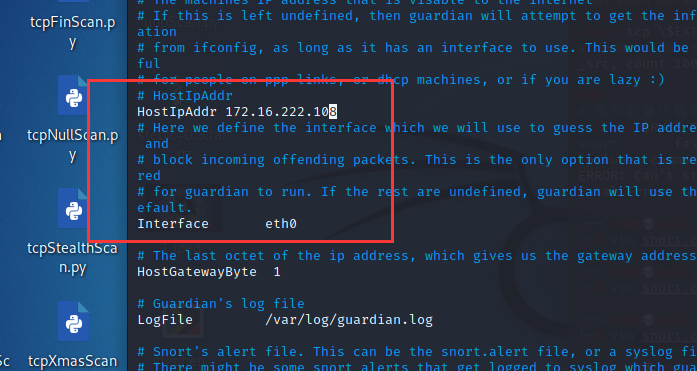 tcpFinScan.p
y
tcpNullScan.p
y
tcpStealthSca
n.py
tcpXmasScan
# The machines IP address that is visable to the internet
# If this is left undefined, then guardian will attempt to get the inf
ation
# from ifconfig, as long as it has an interface to use. This would be
ful
# for people on ppp links, or dhcp machines, or if you are lazy :)
# HostIpAddr
HostIpAddr 172.16.222.108
# Here we define the interface which we will use to guess the IP addre
and
# block incoming offending packets. This is the only option that is re
red
# for guardian to run. If the rest are undefined, guardian will use th
efault.
Interface eth0
# The last octet of the ip address, which gives us the gateway address
HostGatewayByte 1
# Guardian's log file
LogFile /var/log/guardian.log
# Snort's alert file. This can be the snort.alert file, or a syslog fi
# There might be some snort alerts that get logged to syslog which gua